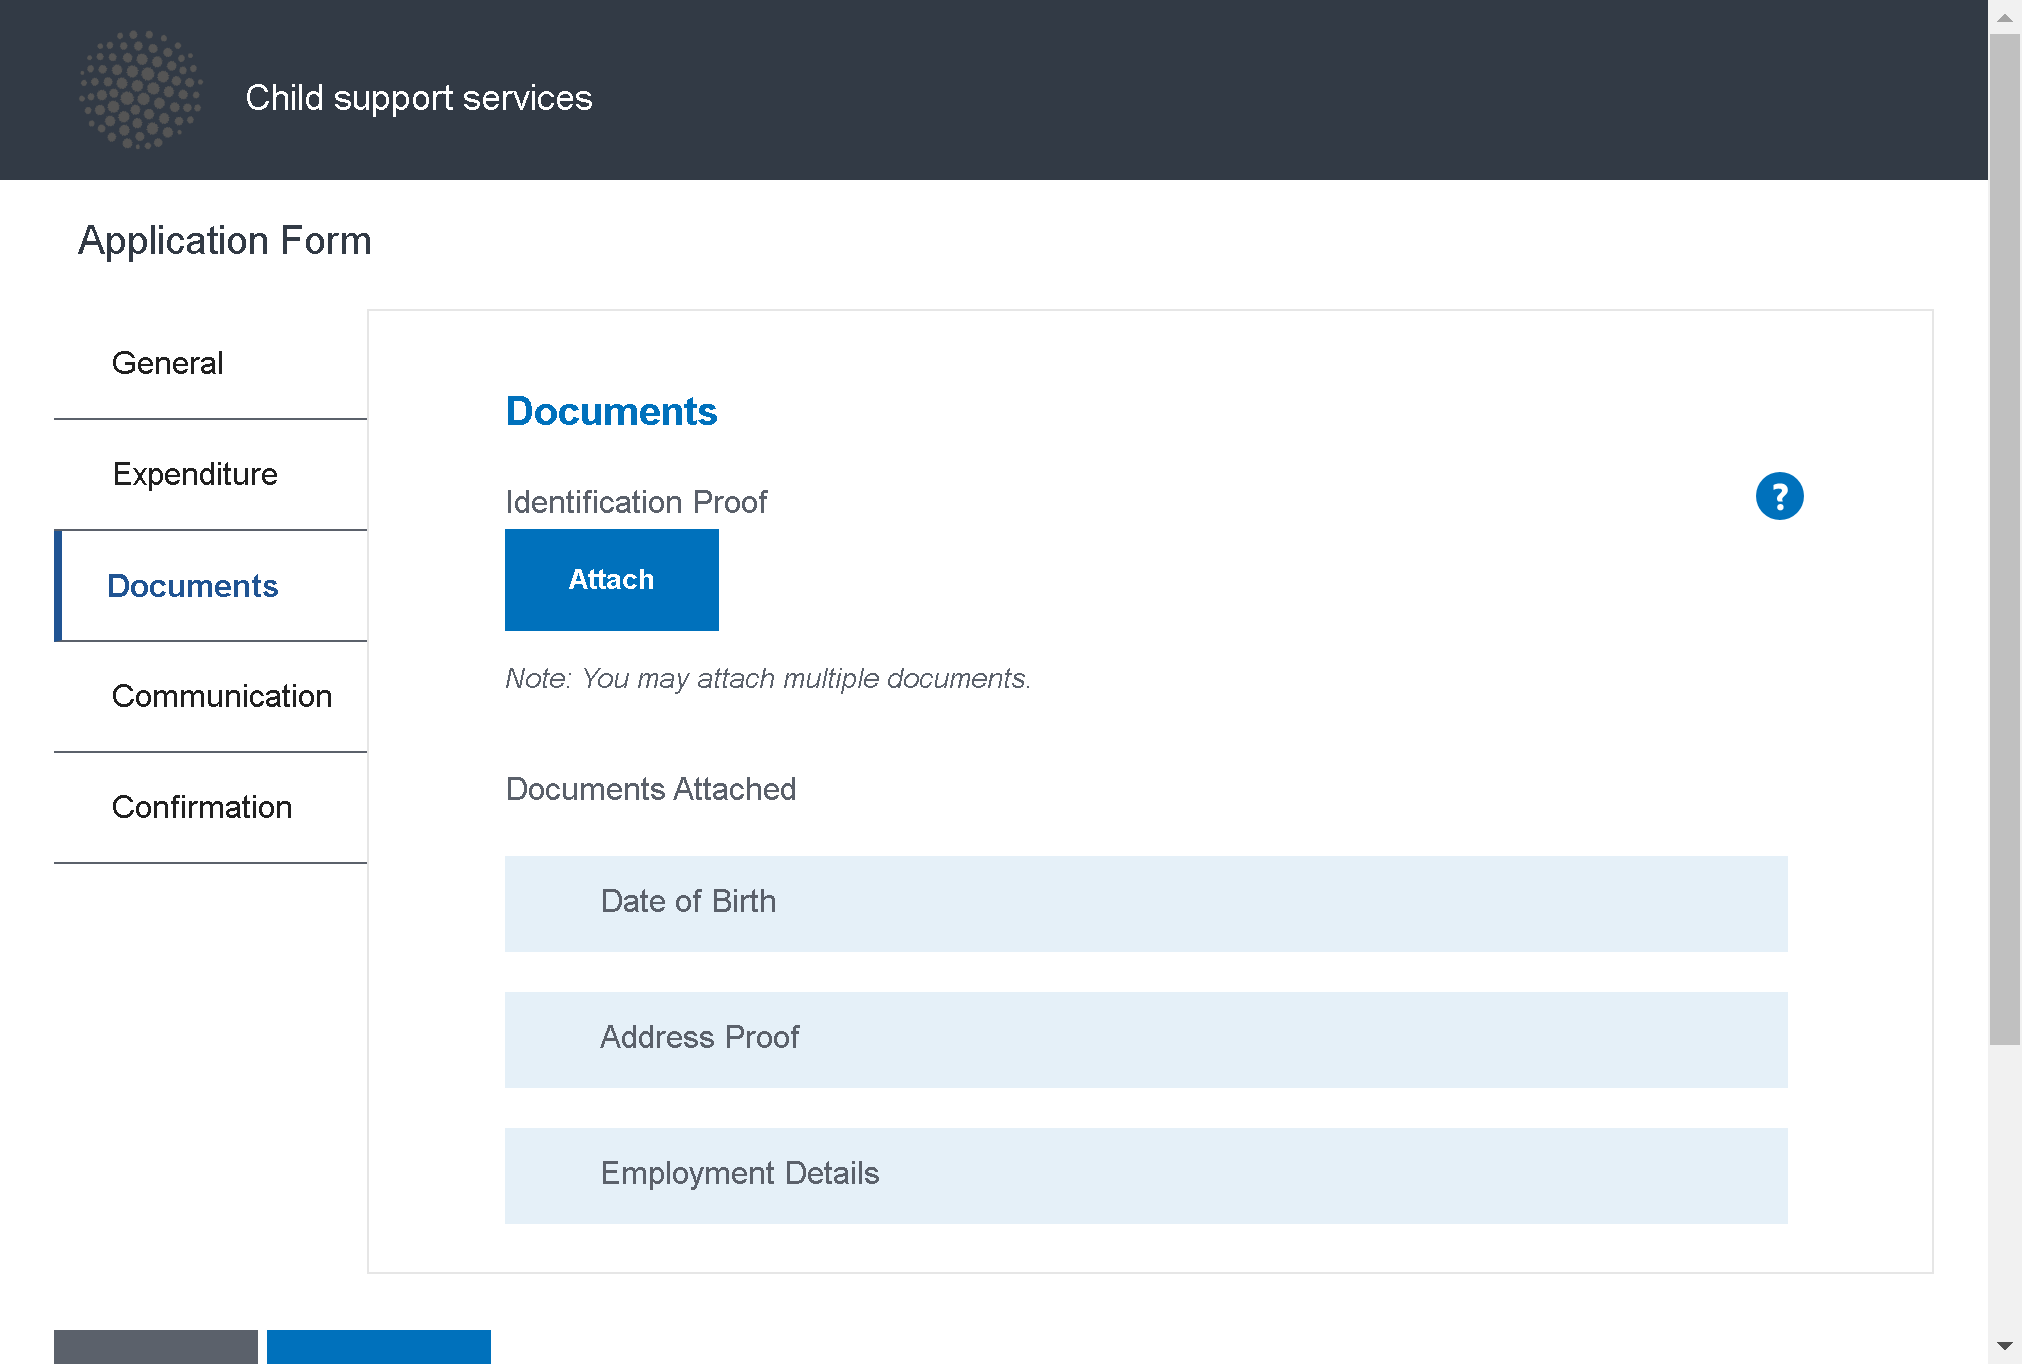 Child support services
Application Form
General
Expenditure
Documents
Communication
Confirmation
Documents
Identification Proof
?
Attach
Note: You may attach multiple documents.
Documents Attached
Date of Birth
Address Proof
Employment Details